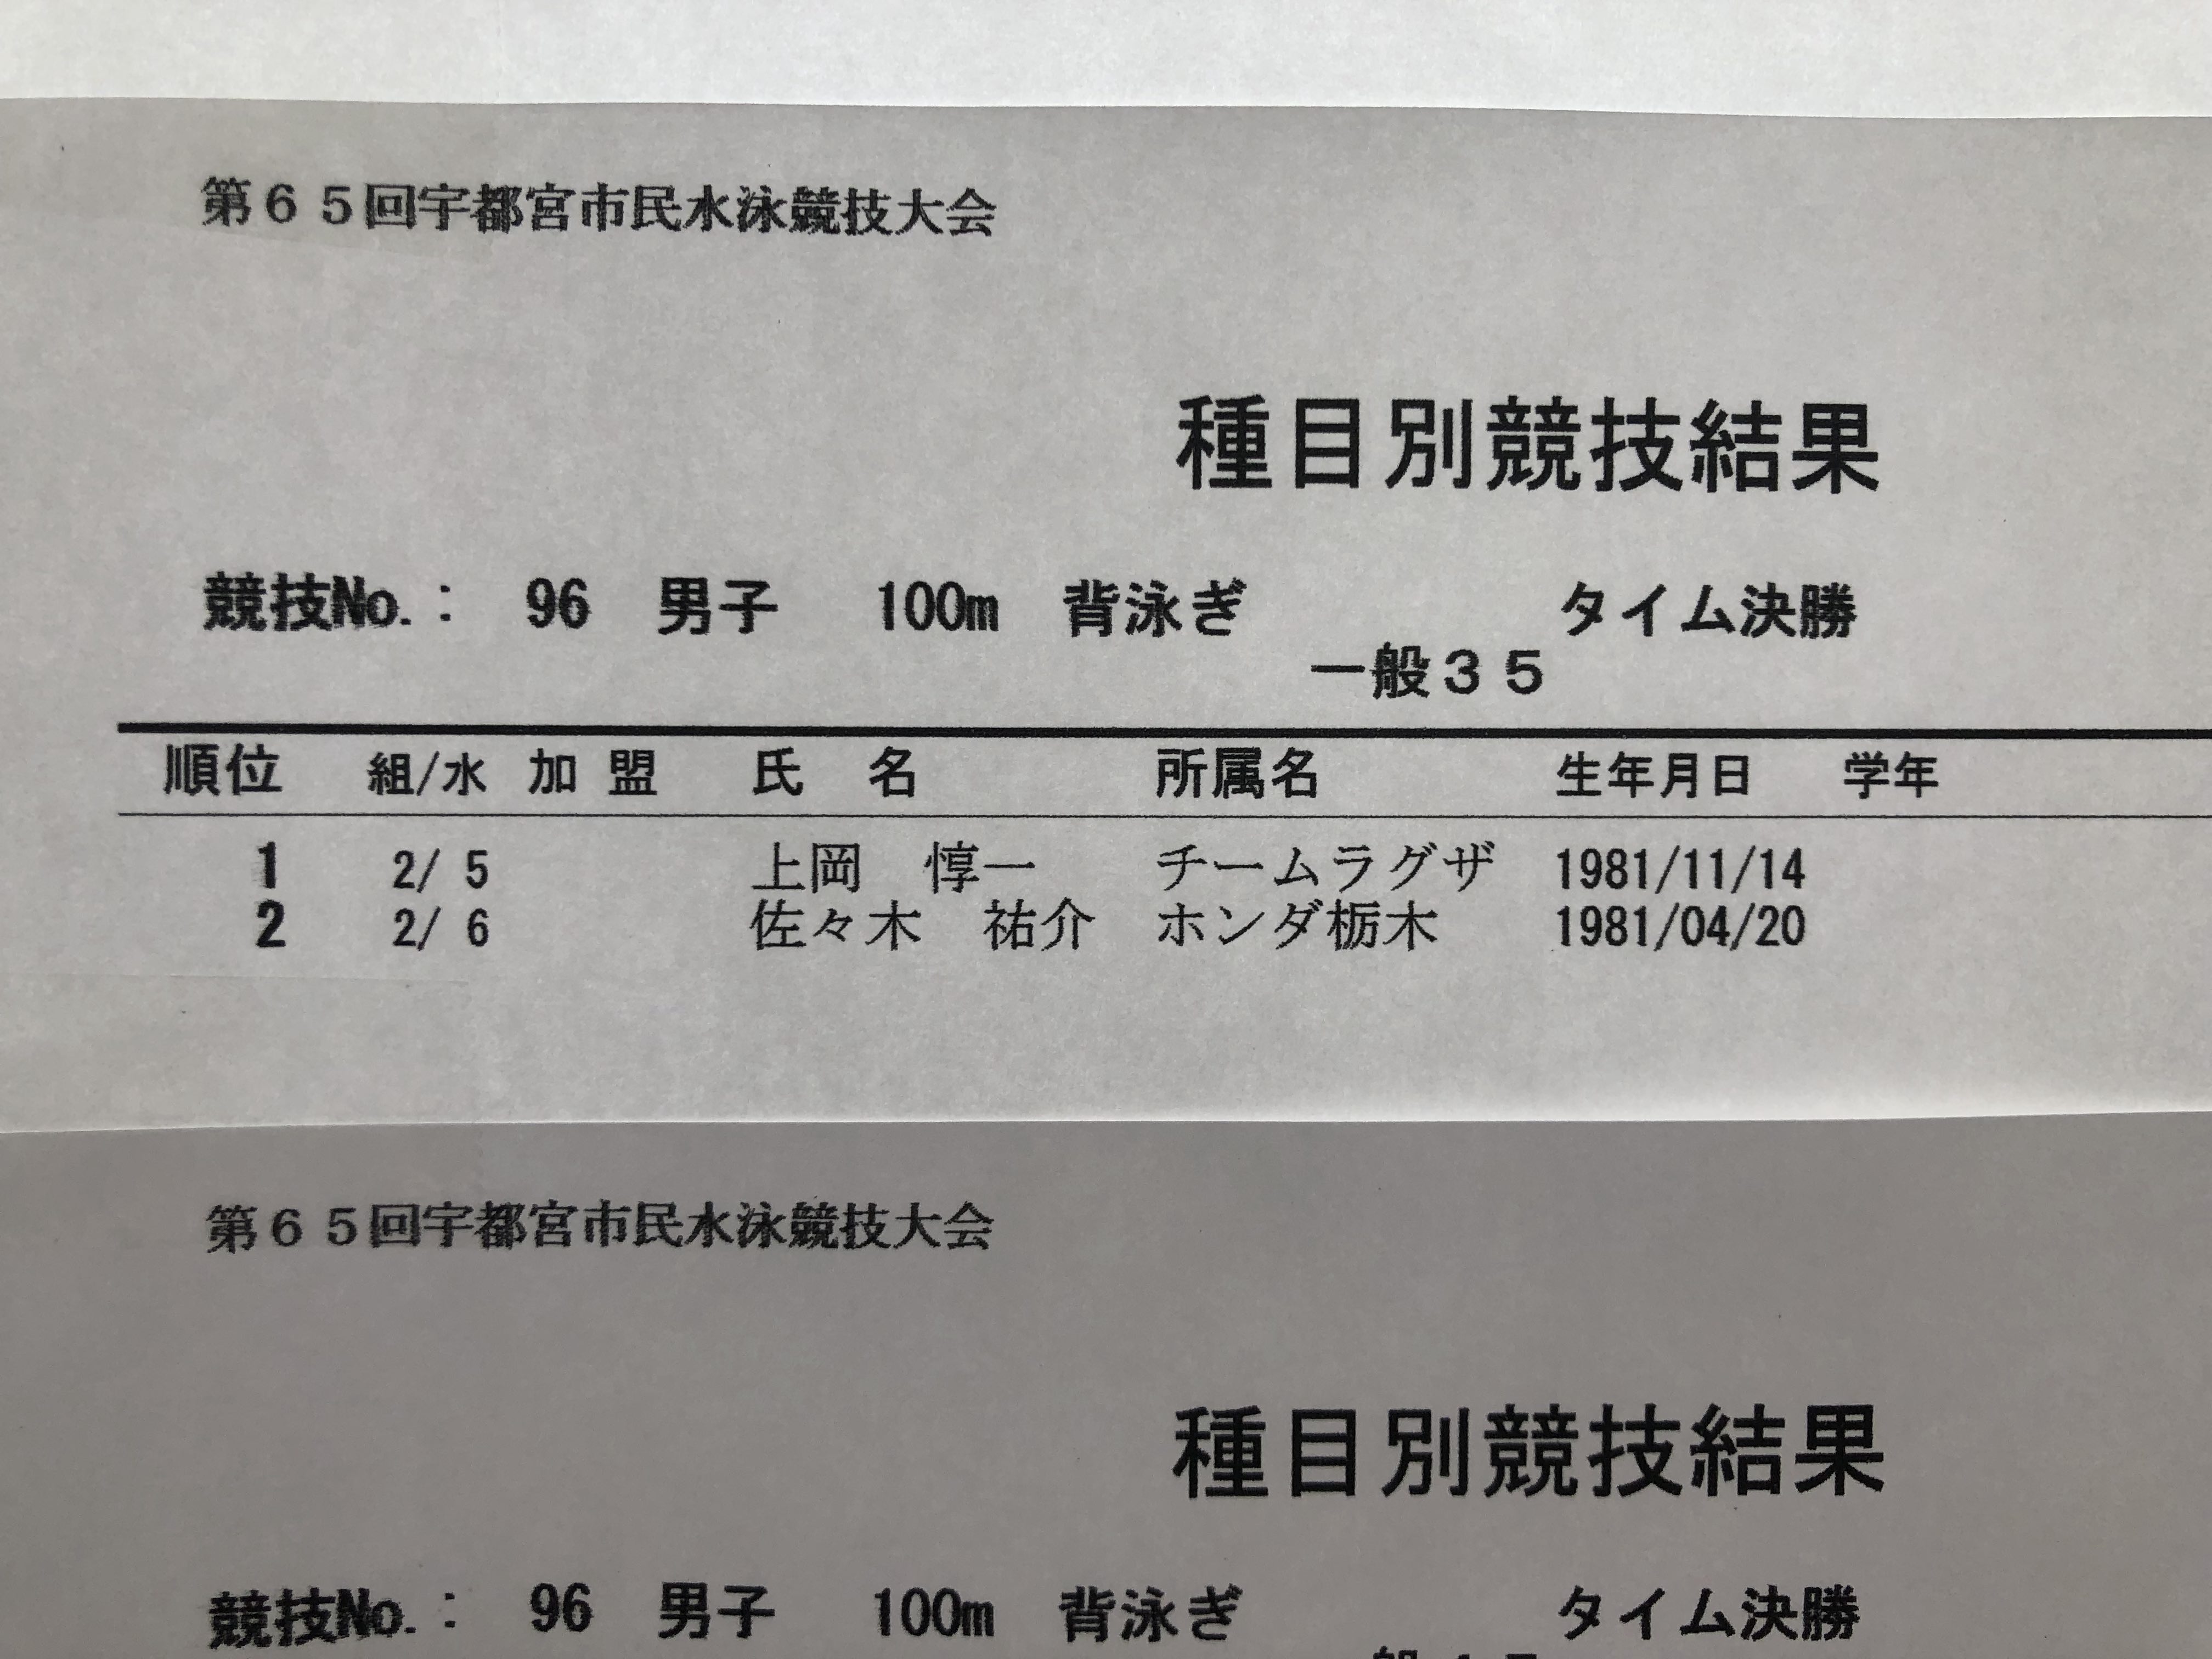 第６５回宇都宮市民水泳競技大会
種目別競技結果
競技No.： 96 男子 100m 背泳ぎ タイム決勝
一般３５
順位 組/水 加 盟 氏 名 所属名 生年月日 学年
1 2/ 5 上岡 惇一 チームラグザ 1981/11/14
2 2/ 6 佐々木 祐介 ホンダ栃木 1981/04/20
第６５回宇都宮市民水泳競技大会
種目別競技結果
競技No.： 96 男子 100m 背泳ぎ タイム決勝